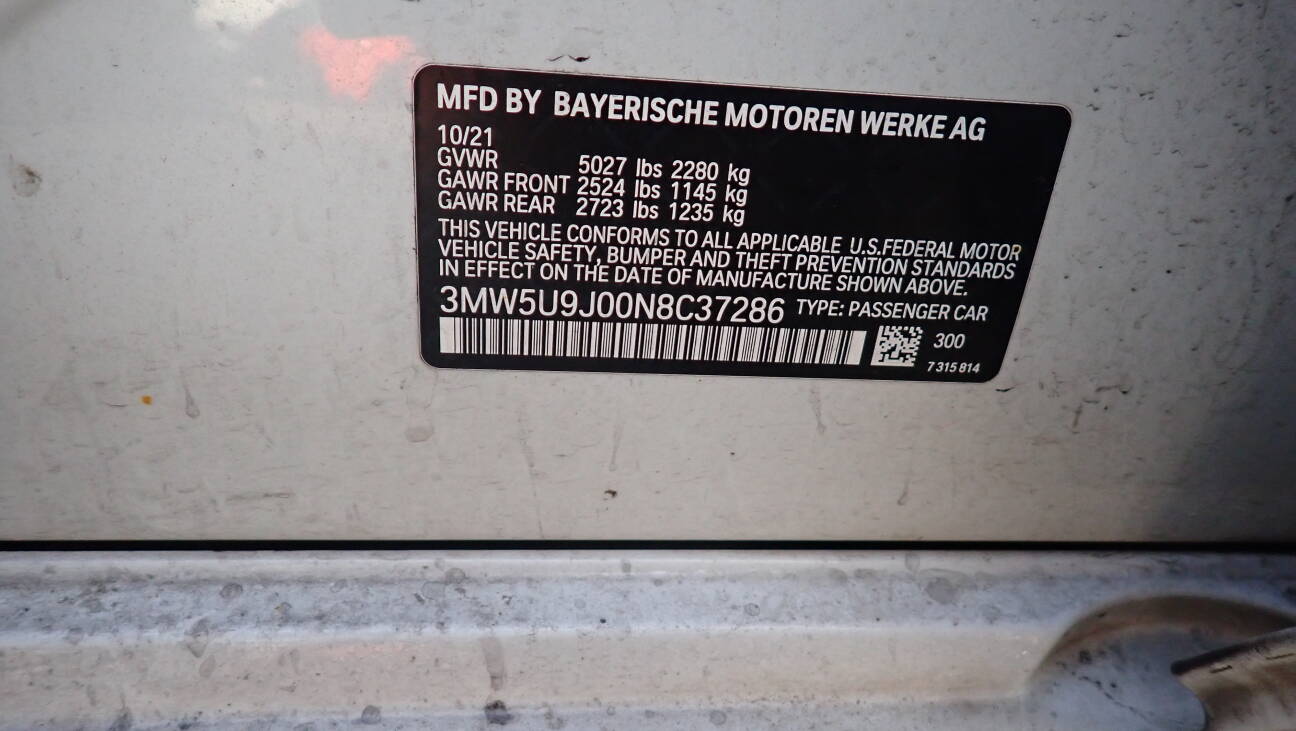 MFD BY BAYERISCHE MOTOREN WERKE AG
10/21
GVWR 5027 lbs 2280 kg
GAWR FRONT 2524 lbs 1145 kg
GAWR REAR 2723 lbs 1235 kg
THIS VEHICLE CONFORMS TO ALL APPLICABLE U.S.FEDERAL MOTOR
VEHICLE SAFETY, BUMPER AND THEFT PREVENTION STANDARDS
IN EFFECT ON THE DATE OF MANUFACTURE SHOWN ABOVE.
3MW5U9J00N8C37286 TYPE: PASSENGER CAR
300
7 315 814